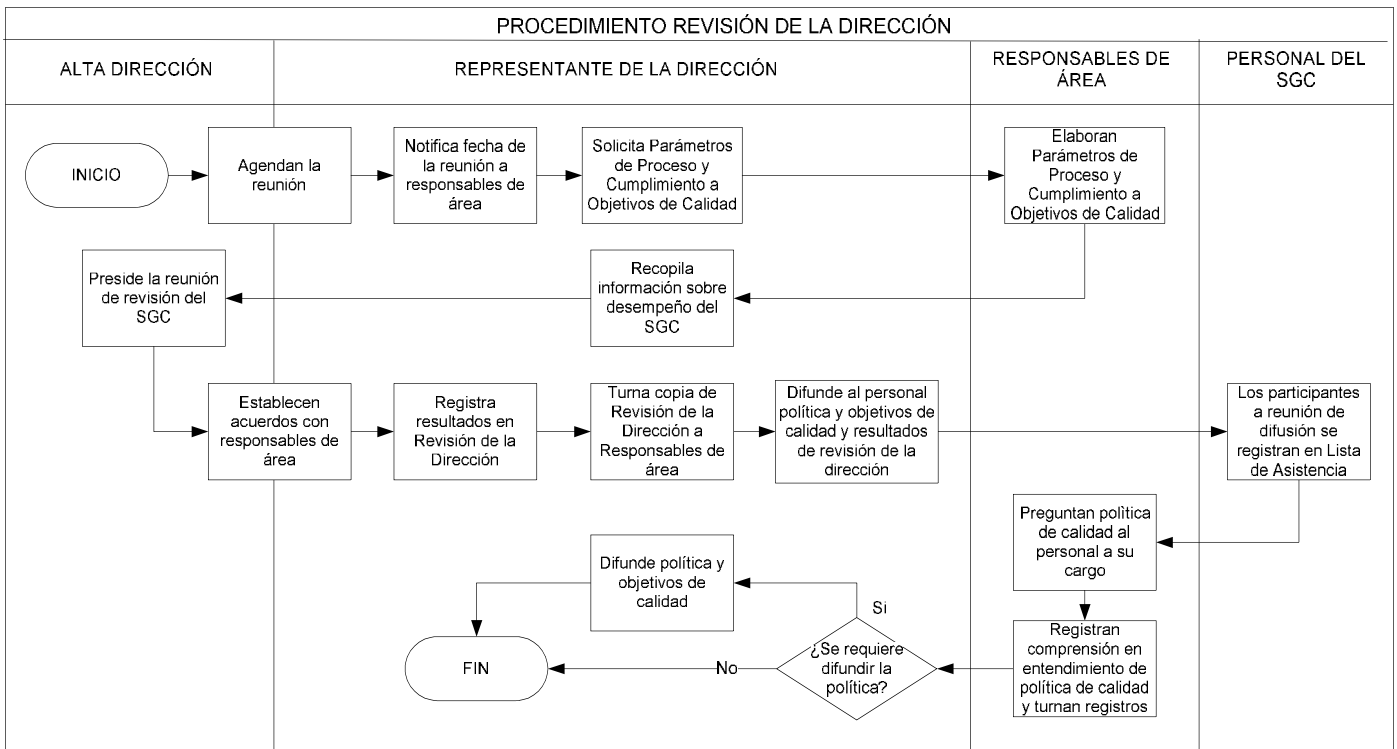 PROCEDIMIENTO REVISIÓN DE LA DIRECCIÓN
ALTA DIRECCIÓN
REPRESENTANTE DE LA DIRECCIÓN
RESPONSABLES DE
ÁREA
PERSONAL DEL
SGC
INICIO
Agendan la
reunión
Notifica fecha de
la reunión a
responsables de
área
Solicita Parámetros
de Proceso y
Cumplimiento a
Objetivos de Calidad
Elaboran
Parámetros de
Proceso y
Cumplimiento a
Objetivos de Calidad
Preside la reunión
de revisión del
SGC
Recopila
información sobre
desempeño del
SGC
Establecen
acuerdos con
responsables de
área
Registra
resultados en
Revisión de la
Dirección
Turna copia de
Revisión de la
Dirección a
Responsables de
área
Difunde al personal
política y objetivos de
calidad y resultados
de revisión de la
dirección
Los participantes
a reunión de
difusión se
registran en Lista
de Asistencia
Preguntan polìtica
de calidad al
personal a su
cargo
Difunde política y
objetivos de
calidad
Si
Registran
comprensión en
entendimiento de
política de calidad
y turnan registros
¿Se requiere
difundir la
política?
No
FIN